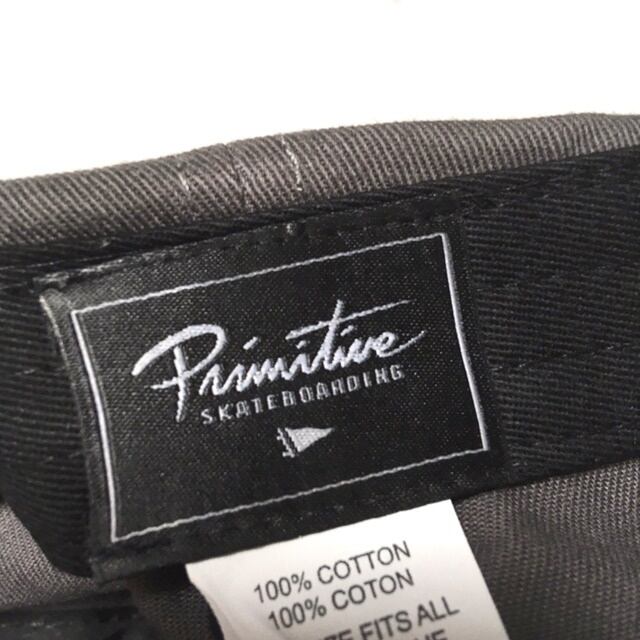 Primitive
SKATEBOARDING
100% COTTON
100% COTON
FITS ALL